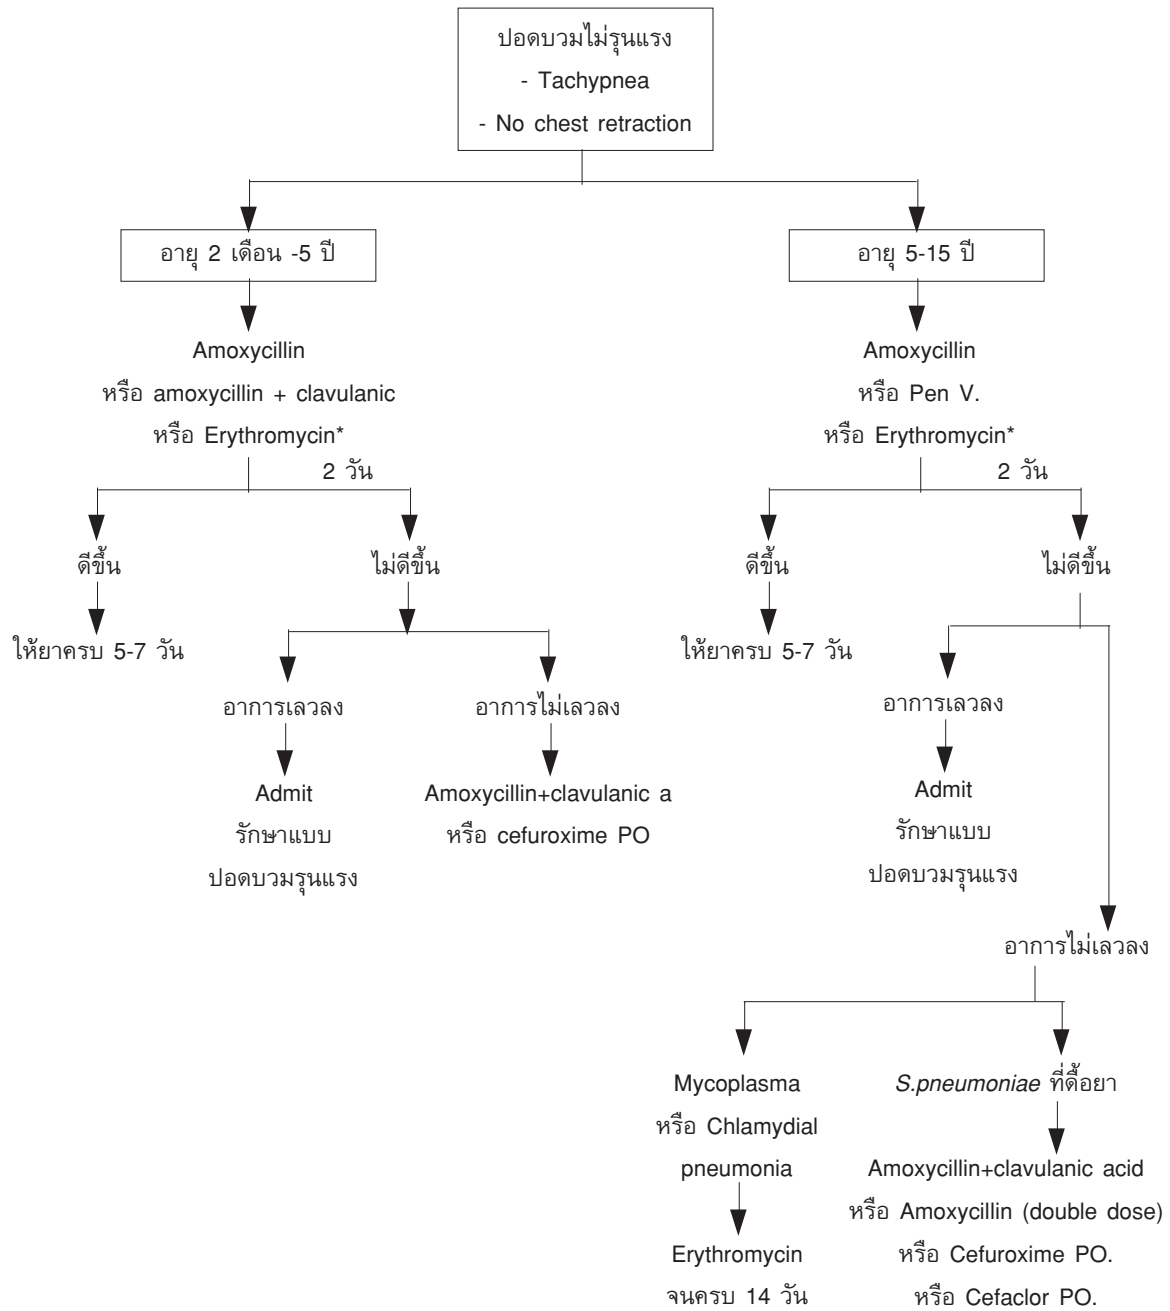 ปอดบวมไม่รุนแรง
- Tachypnea
- No chest retraction
อายุ 2 เดือน -5 ปี
Amoxycillin
หรือ amoxycillin + clavulanic
หรือ Erythromycin*
2 วัน
ดีขึ้น
ให้ยาครบ 5-7 วัน
ไม่ดีขึ้น
อาการเลวลง
Admit
รักษาแบบ
ปอดบวมรุนแรง
อาการไม่เลวลง
Amoxycillin+clavulanic a
หรือ cefuroxime PO
อายุ 5-15 ปี
Amoxycillin
หรือ Pen V.
หรือ Erythromycin*
2 วัน
ดีขึ้น
ให้ยาครบ 5-7 วัน
ไม่ดีขึ้น
อาการเลวลง
Admit
รักษาแบบ
ปอดบวมรุนแรง
อาการไม่เลวลง
Mycoplasma
หรือ Chlamydial
pneumonia
Erythromycin
จนครบ 14 วัน
S.pneumoniae ที่ดื้อยา
Amoxycillin+clavulanic acid
หรือ Amoxycillin (double dose)
หรือ Cefuroxime PO.
หรือ Cefaclor PO.